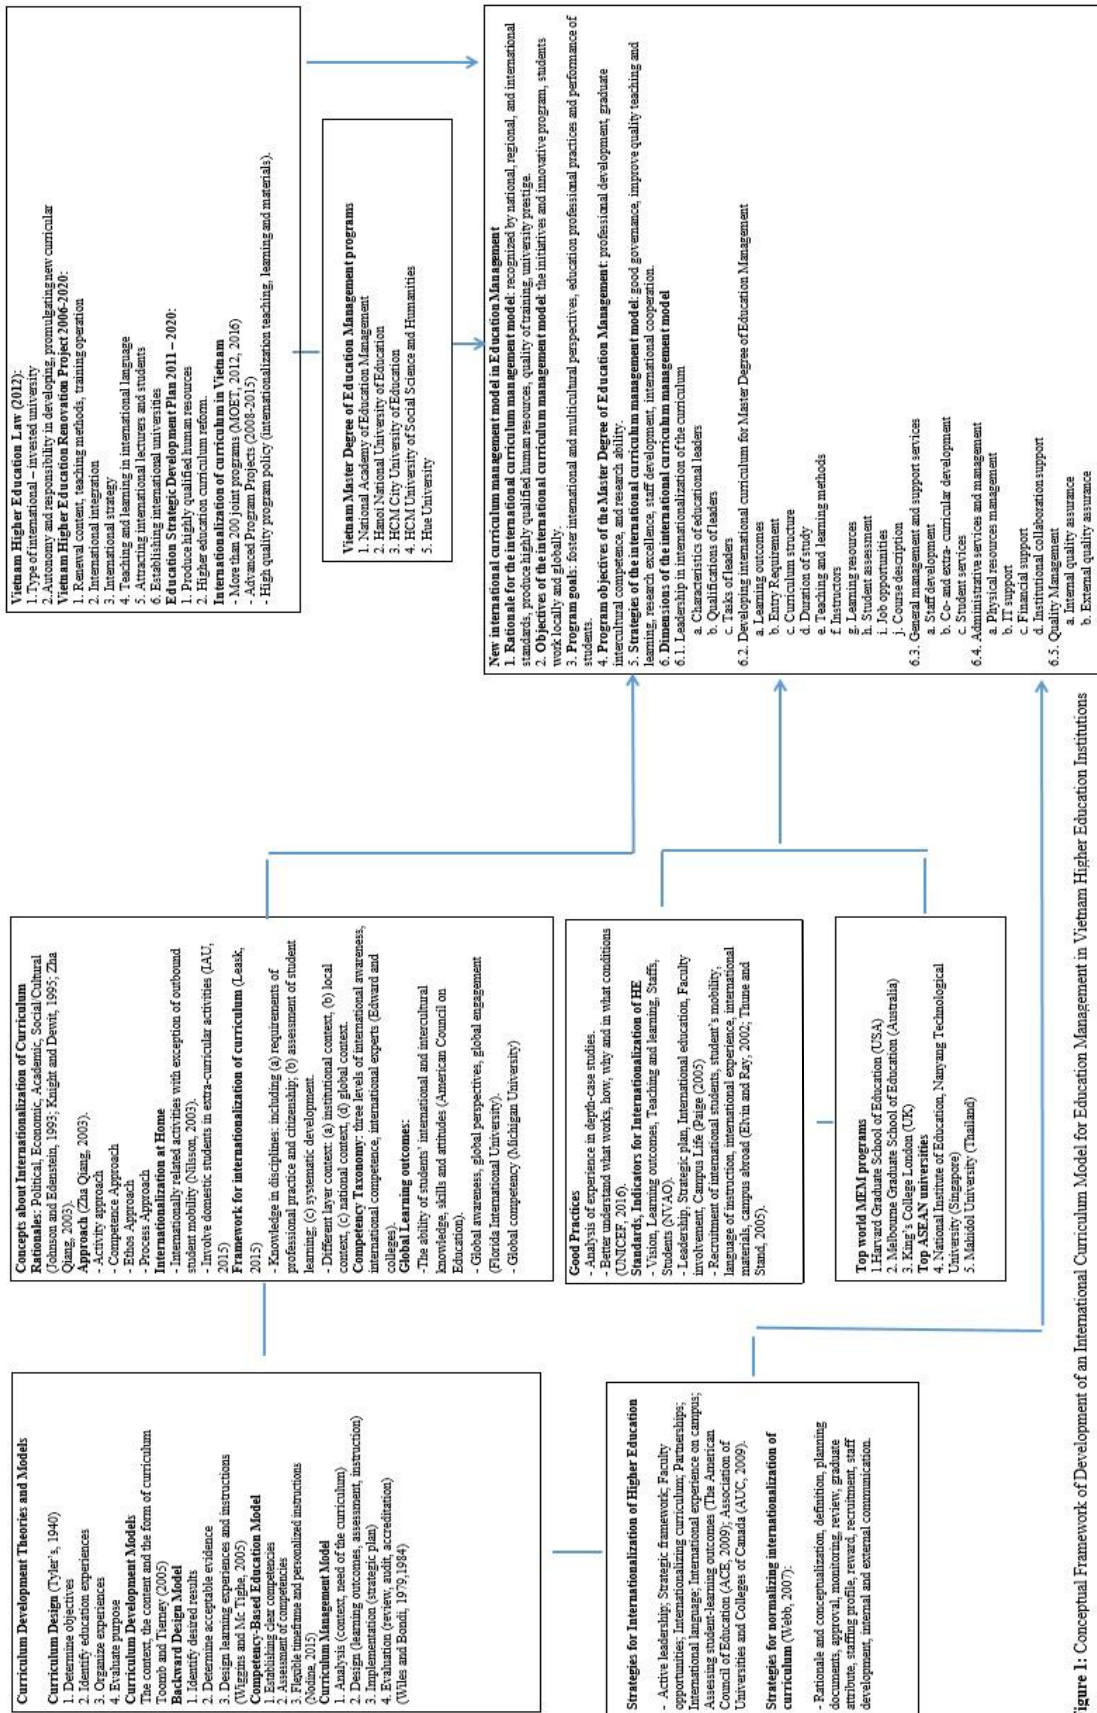 Curriculum Development Theories and Models
Curriculum Design (Tyler's, 1940)
1. Determine objectives
2. Identify education experiences
3. Organize experiences
4. Evaluate purpose
Curriculum Development Models
The context, the content and the form of curriculum
Toomb and Tierney (2005)
Backward Design Model
1. Identify desired results
2. Determine acceptable evidence
3. Design learning experiences and instructions
(Wiggins and Mc Tighe, 2005)
Competency-Based Education Model
1. Establishing clear competencies
2. Assessment of competencies
3. Flexible timeframe and personalized instructions
(Nodine, 2015)
Curriculum Management Model
1. Analysis (context, need of the curriculum)
2. Design (learning outcomes, assessment, instruction)
3. Implementation (strategic plan)
4. Evaluation (review, audit, accreditation)
(Wiles and Bondi, 1979,1984)
Strategies for Internationalization of Higher Education
- Active leadership; Strategic framework; Faculty
opportunities; Internationalizing curriculum; Partnerships;
International language; International experience on campus;
Assessing student-learning outcomes (The American
Council of Education (ACE, 2009); Association of
Universities and Colleges of Canada (AUC, 2009).
Strategies for normalizing internationalization of
curriculum (Webb, 2007):
- Rationale and conceptualization, definition, planning
documents, approval, monitoring, review, graduate
attribute, staffing profile, reward, recruitment, staff
development, internal and external communication.
Concepts about Internationalization of Curriculum
Rationales: Political, Economic, Academic, Social/Cultural
(Johnson and Edenstein, 1993; Knight and Dewit, 1995; Zha
Qiang, 2003).
Approach (Zha Qiang, 2003).
- Activity approach
- Competence Approach
- Ethos Approach
- Process Approach
Internationalization at Home
- Internationally related activities with exception of outbound
student mobility (Nilsson, 2003).
- Involve domestic students in extra-curricular activities (IAU,
2015)
Framework for internationalization of curriculum (Leask,
2015)
- Knowledge in disciplines: including (a) requirements of
professional practice and citizenship; (b) assessment of student
learning; (c) systematic development.
- Different layer context: (a) institutional context, (b) local
context, (c) national context, (d) global context.
Competency Taxonomy: three levels of international awareness,
international competence, international experts (Edward and
colleges).
Global Learning outcomes:
-The ability of students' international and intercultural
knowledge, skills and attitudes (American Council on
Education).
- Global awareness, global perspectives, global engagement
(Florida International University).
- Global competency (Michigan University)
Good Practices
- Analysis of experience in depth-case studies.
- Better understand what works, how, why and in what conditions
(UNICEF, 2016).
Standards, Indicators for Internationalization of HE
- Vision, Learning outcomes, Teaching and learning, Staffs,
Students (NVAO).
- Leadership, Strategic plan, International education, Faculty
involvement, Campus Life (Paige (2005)
- Recruitment of international students, student's mobility,
language of instruction, international experience, international
materials, campus abroad (Elvin and Ray, 2002; Thune and
Stand, 2005).
Top world MEM programs
1.Harvard Graduate School of Education (USA)
2. Melbourne Graduate School of Education (Australia)
3. King's College London (UK)
Top ASEAN universities
4. National Institute of Education, Nanyang Technological
University (Singapore)
5. Mahidol University (Thailand)
Vietnam Higher Education Law (2012):
1. Type of international – invested university
2. Autonomy and responsibility in developing, promulgating new curricular
Vietnam Higher Education Renovation Project 2006-2020:
1. Renewal content, teaching methods, training operation
2. International integration
3. International strategy
4. Teaching and learning in international language
5. Attracting international lecturers and students
6. Establishing international universities
Education Strategic Development Plan 2011 – 2020:
1. Produce highly qualified human resources
2. Higher education curriculum reform.
Internationalization of curriculum in Vietnam
- More than 200 joint programs (MOET, 2012, 2016)
- Advanced Program Projects (2008-2015)
- High quality program policy (internationalization teaching, learning and materials).
Vietnam Master Degree of Education Management programs
1. National Academy of Education Management
2. Hanoi National University of Education
3. HCM City University of Education
4. HCM University of Social Science and Humanities
5. Hue University
New international curriculum management model in Education Management
1. Rationale for the international curriculum management model: recognized by national, regional, and international
standards, produce highly qualified human resources, quality of training, university prestige.
2. Objectives of the international curriculum management model: the initiatives and innovative program, students
work locally and globally.
3. Program goals: foster international and multicultural perspectives, education professional practices and performance of
students.
4. Program objectives of the Master Degree of Education Management: professional development, graduate
intercultural competence, and research ability.
5. Strategies of the international curriculum management model: good governance, improve quality teaching and
learning, research excellence, staff development, international cooperation.
6. Dimensions of the international curriculum management model
6.1. Leadership in internationalization of the curriculum
a. Characteristics of educational leaders
b. Qualifications of leaders
c. Tasks of leaders
6.2. Developing international curriculum for Master Degree of Education Management
a. Learning outcomes
b. Entry Requirement
c. Curriculum structure
d. Duration of study
e. Teaching and learning methods
f. Instructors
g. Learning resources
h. Student assessment
i. Job opportunities
j. Course description
6.3. General management and support services
a. Staff development
b. Co- and extra- curricular development
c. Student services
6.4. Administrative services and management
a. Physical resources management
b. IT support
c. Financial support
d. Institutional collaboration support
6.5. Quality Management
a. Internal quality assurance
b. External quality assurance
Figure 1: Conceptual Framework of Development of an International Curriculum Model for Education Management in Vietnam Higher Education Institutions